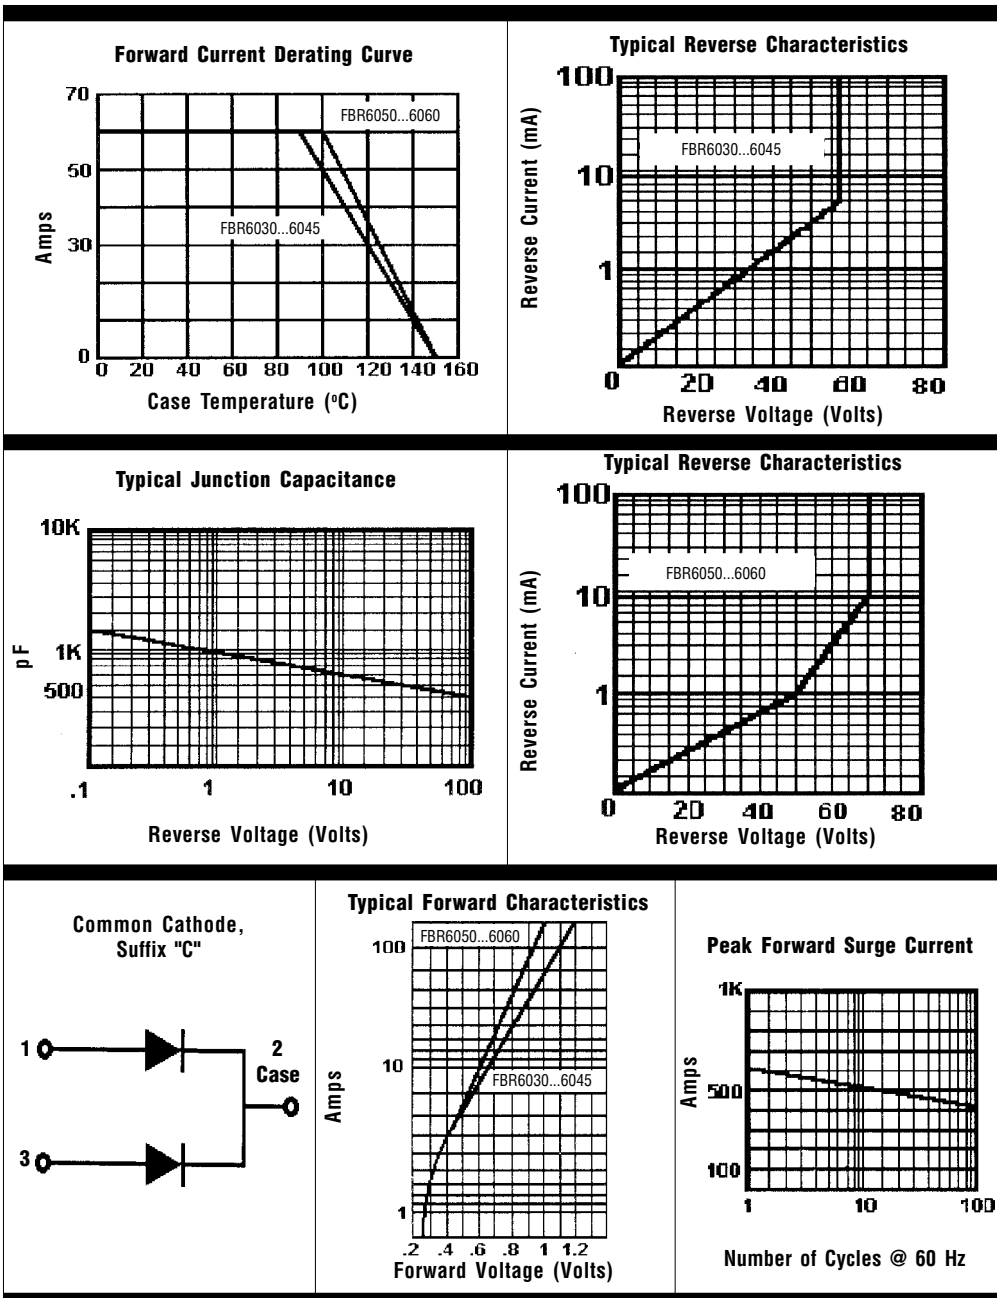 Forward Current Derating Curve
70
50
30
0
Amps
FBR6050...6060
FBR6030...6045
0 20 40 60 80 100 120 140 160
Case Temperature (ºC)
Typical Reverse Characteristics
100
10
1
Reverse Current (mA)
FBR6030...6045
0 20 40 60 80
Reverse Voltage (Volts)
Typical Junction Capacitance
10K
1K
500
pF
.1 1 10 100
Reverse Voltage (Volts)
Typical Reverse Characteristics
100
10
1
Reverse Current (mA)
FBR6050...6060
0 20 40 60 80
Reverse Voltage (Volts)
Common Cathode,
Suffix "C"
1
2
Case
3
Typical Forward Characteristics
100
10
1
Amps
FBR6050...6060
FBR6030...6045
.2 .4 .6 .8 1 1.2
Forward Voltage (Volts)
Peak Forward Surge Current
1K
500
100
Amps
1 10 100
Number of Cycles @ 60 Hz